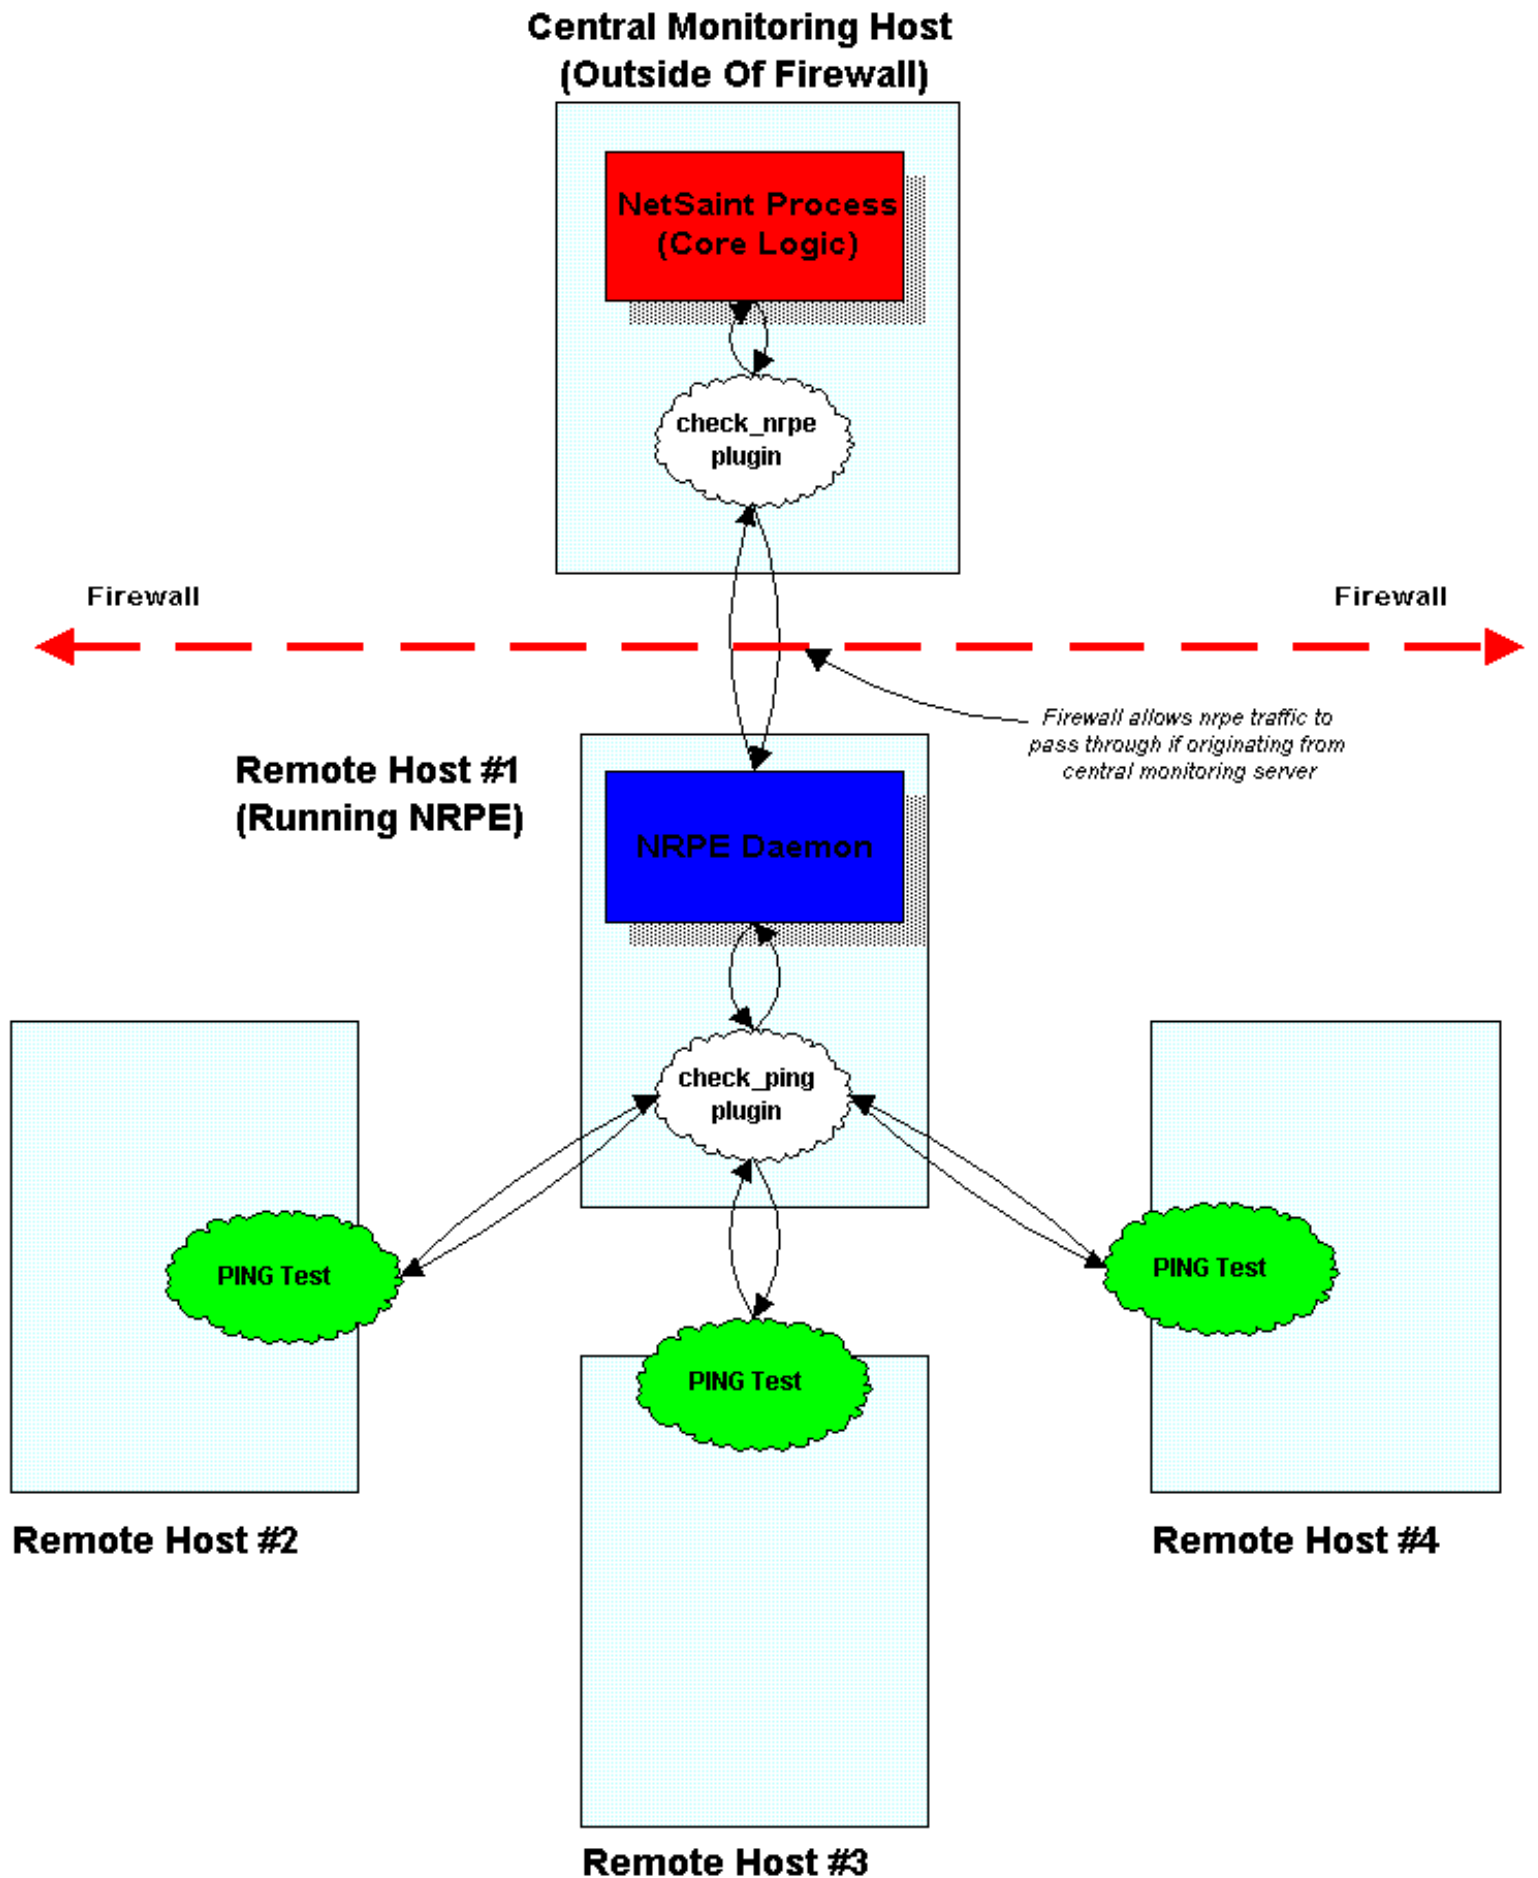 Central Monitoring Host
(Outside Of Firewall)
NetSaint Process
(Core Logic)
check_nrpe
plugin
Firewall
Firewall
Firewall allows nrpe traffic to
pass through if originating from
central monitoring server
Remote Host #1
(Running NRPE)
NRPE Daemon
check_ping
plugin
PING Test
PING Test
PING Test
Remote Host #2
Remote Host #4
Remote Host #3